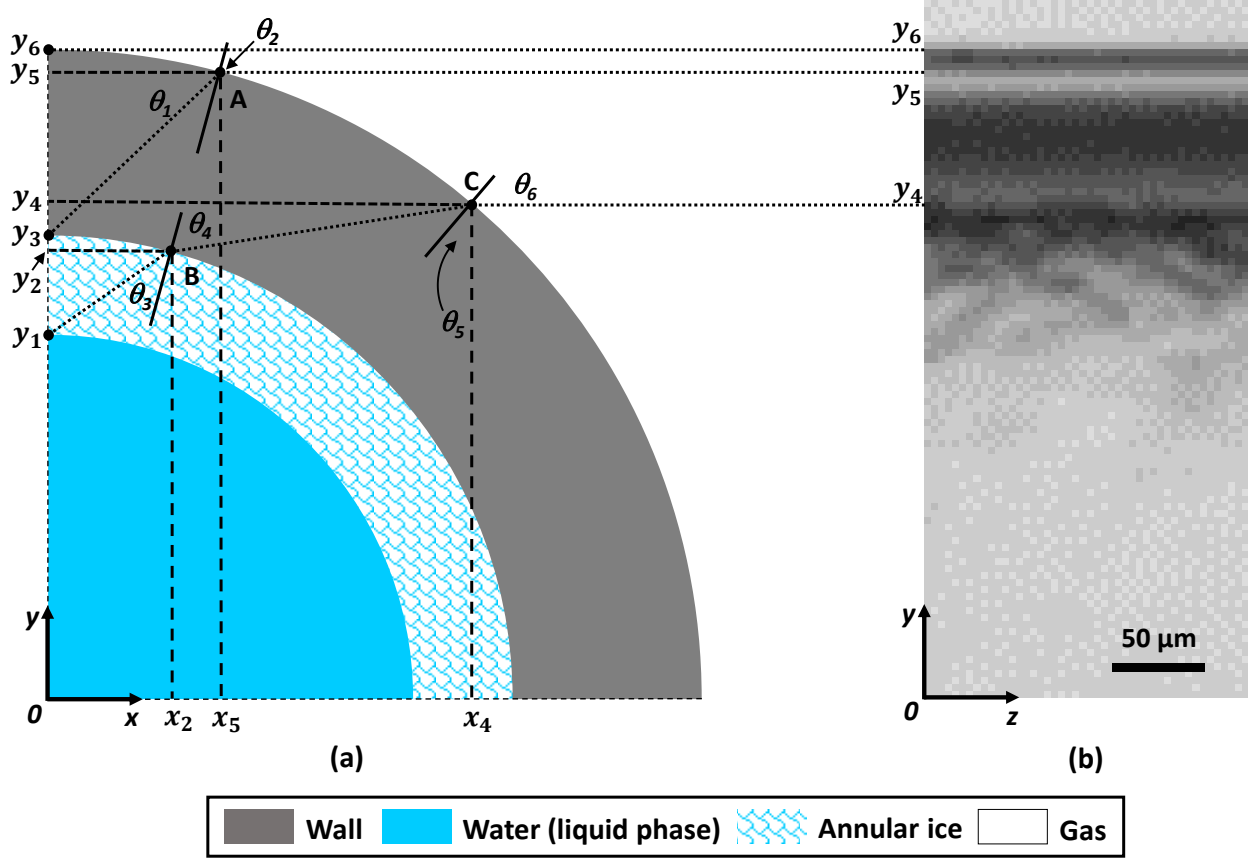 y₆
y₅
y₄
y₃
y₂
y₁
θ₁
θ₂
A
C
θ₆
θ₄
B
θ₃
θ₅
y
0
x
x₂
x₅
x₄
(a)
y₆
y₅
y₄
y
50 μm
0
z
(b)
Wall
Water (liquid phase)
Annular ice
Gas